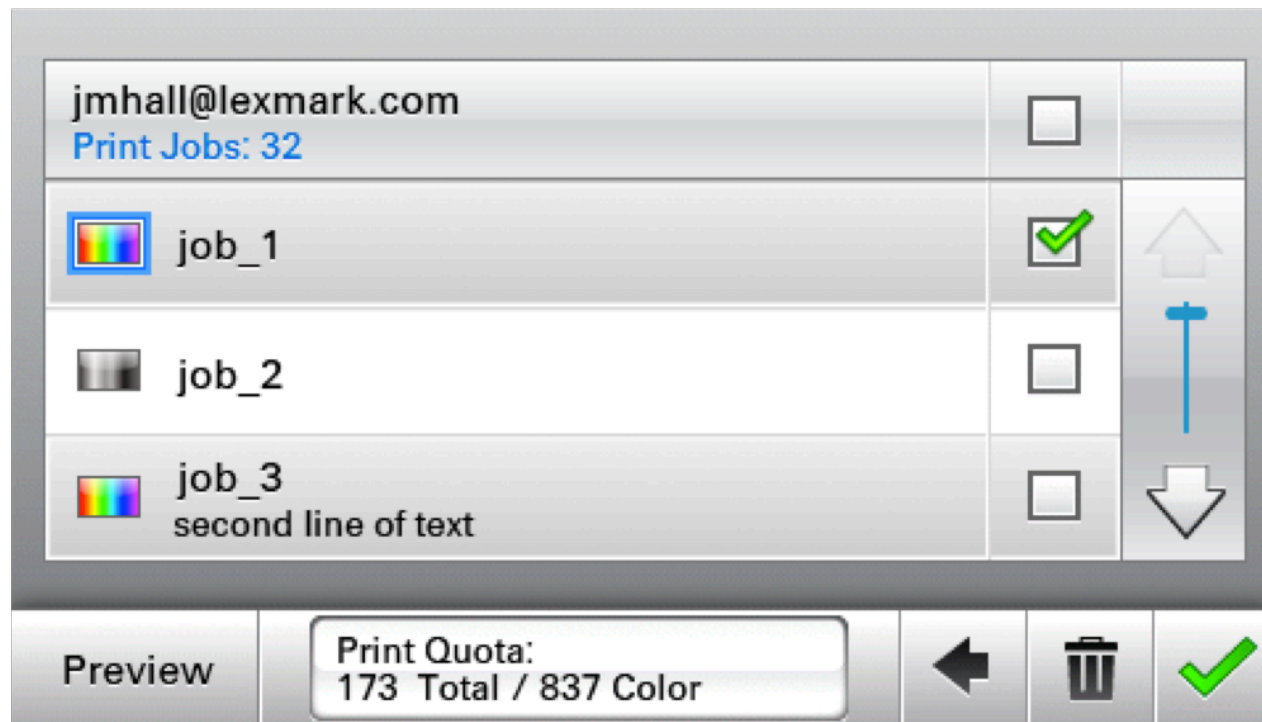 jmhall@lexmark.com
Print Jobs: 32
job_1
job_2
job_3
second line of text
Preview
Print Quota:
173 Total / 837 Color